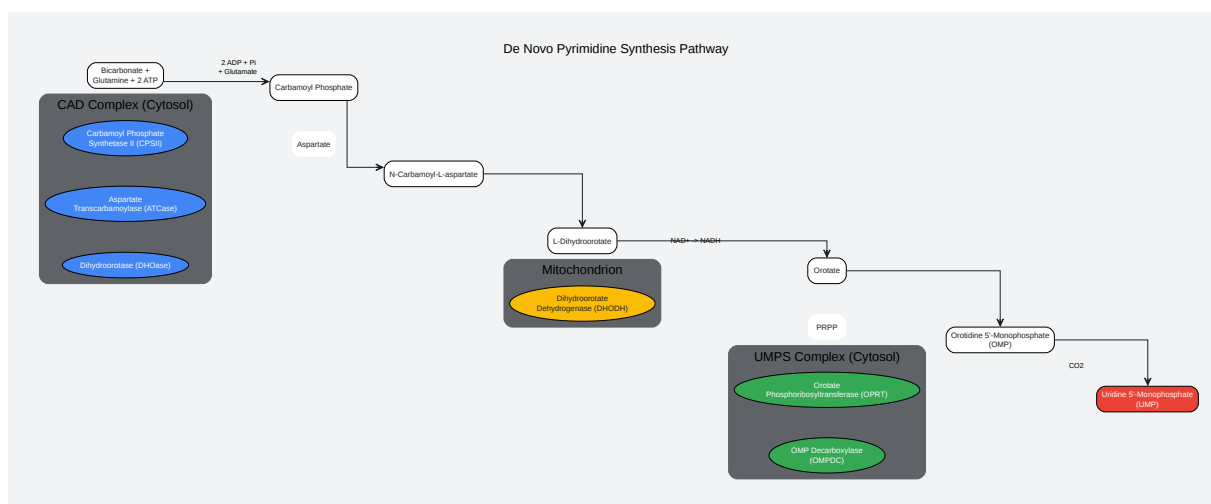 De Novo Pyrimidine Synthesis Pathway
Bicarbonate +
Glutamine + 2 ATP
2 ADP + Pi
+ Glutamate
Carbamoyl Phosphate
CAD Complex (Cytosol)
Carbamoyl Phosphate
Synthetase II (CPSII)
Aspartate
Transcarbamoylase (ATCase)
Dihydroorotase (DHOase)
Aspartate
N-Carbamoyl-L-aspartate
L-Dihydroorotate
NAD+ -> NADH
Mitochondrion
Dihydroorotate
Dehydrogenase (DHODH)
Orotate
PRPP
UMPS Complex (Cytosol)
Orotate
Phosphoribosyltransferase (OPRT)
OMP Decarboxylase
(OMPDC)
Orotidine 5'-Monophosphate
(OMP)
CO2
Uridine 5'-Monophosphate
(UMP)